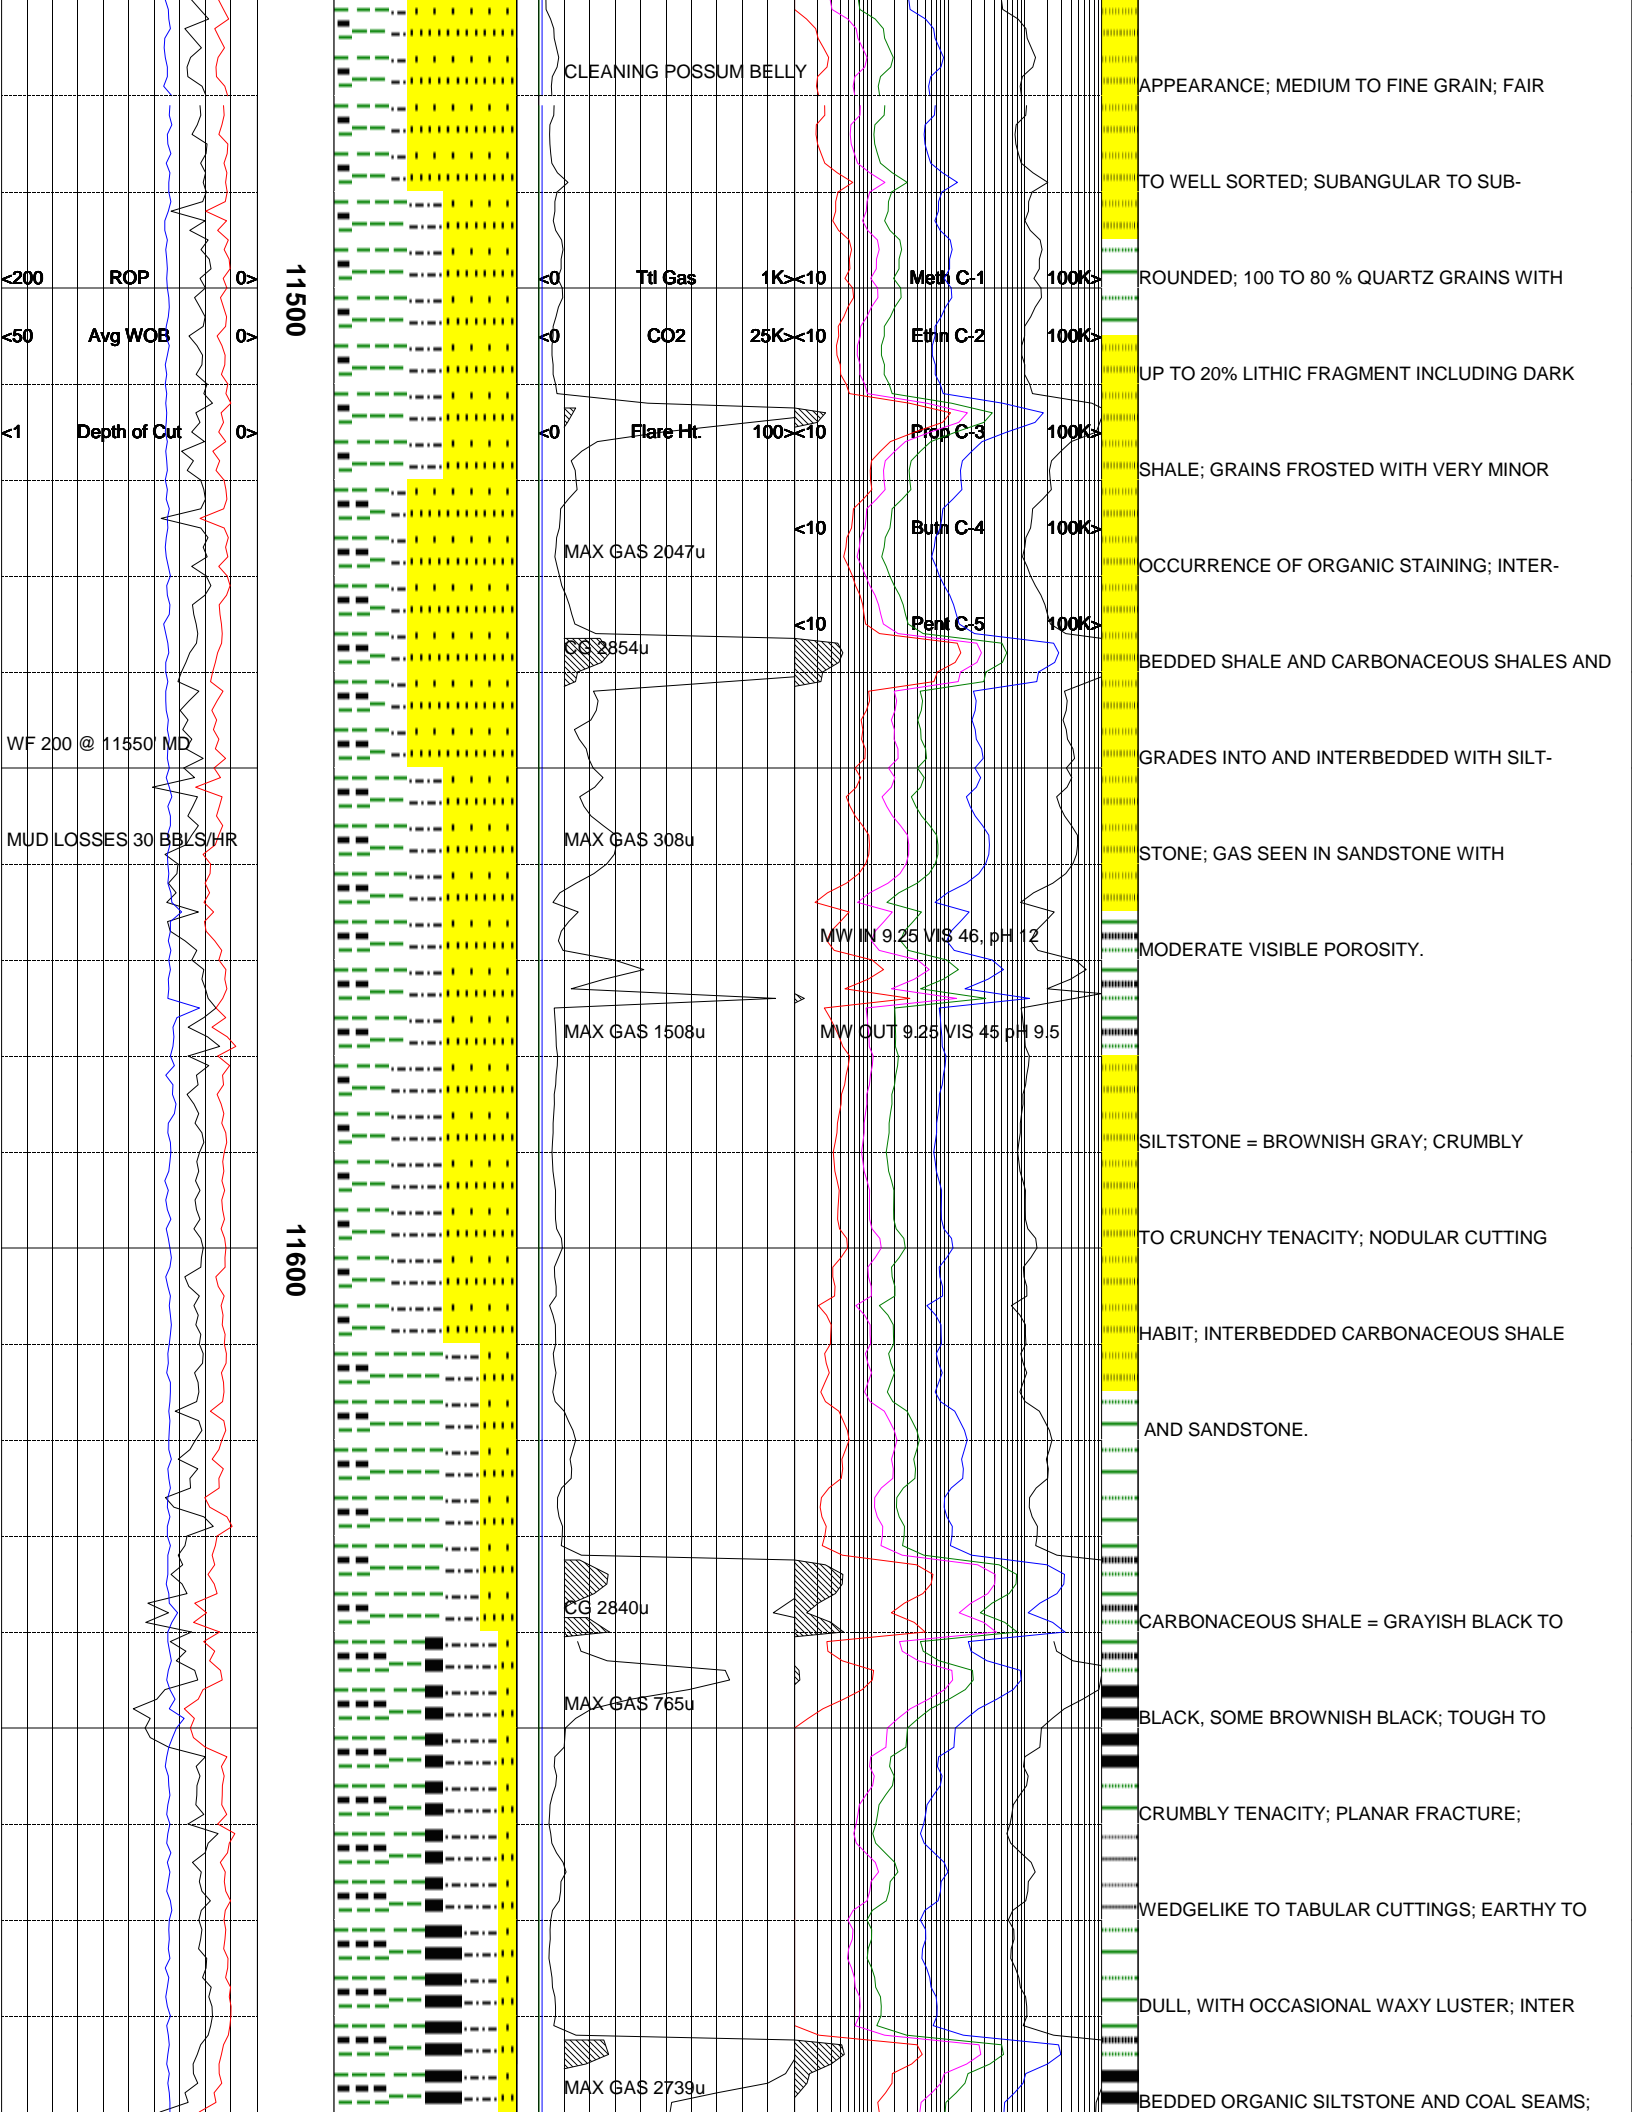 CLEANING POSSUM BELLY
APPEARANCE; MEDIUM TO FINE GRAIN; FAIR
TO WELL SORTED; SUBANGULAR TO SUB-
<200 ROP 0>
11500
<0 Ttl Gas 1K>
<10 Meth C-1 100K>
ROUNDED; 100 TO 80 % QUARTZ GRAINS WITH
<50 Avg WOB 0>
<0 CO2 25K>
<10 Ethn C-2 100K>
UP TO 20% LITHIC FRAGMENT INCLUDING DARK
<1 Depth of Cut 0>
<0 Flare Ht. 100>
<10 Prop C-3 100K>
SHALE; GRAINS FROSTED WITH VERY MINOR
<10 Butn C-4 100K>
MAX GAS 2047u
OCCURRENCE OF ORGANIC STAINING; INTER-
<10 Pent C-5 100K>
CG 2854u
BEDDED SHALE AND CARBONACEOUS SHALES AND
WF 200 @ 11550' MD
GRADES INTO AND INTERBEDDED WITH SILT-
MUD LOSSES 30 BBLS/HR
MAX GAS 308u
STONE; GAS SEEN IN SANDSTONE WITH
MW IN 9.25 VIS 46, pH 12
MODERATE VISIBLE POROSITY.
MAX GAS 1508u
MW OUT 9.25 VIS 45 pH 9.5
SILTSTONE = BROWNISH GRAY; CRUMBLY
11600
TO CRUNCHY TENACITY; NODULAR CUTTING
HABIT; INTERBEDDED CARBONACEOUS SHALE
AND SANDSTONE.
CG 2840u
CARBONACEOUS SHALE = GRAYISH BLACK TO
MAX GAS 765u
BLACK, SOME BROWNISH BLACK; TOUGH TO
CRUMBLY TENACITY; PLANAR FRACTURE;
WEDGELIKE TO TABULAR CUTTINGS; EARTHY TO
DULL, WITH OCCASIONAL WAXY LUSTER; INTER
MAX GAS 2739u
BEDDED ORGANIC SILTSTONE AND COAL SEAMS;